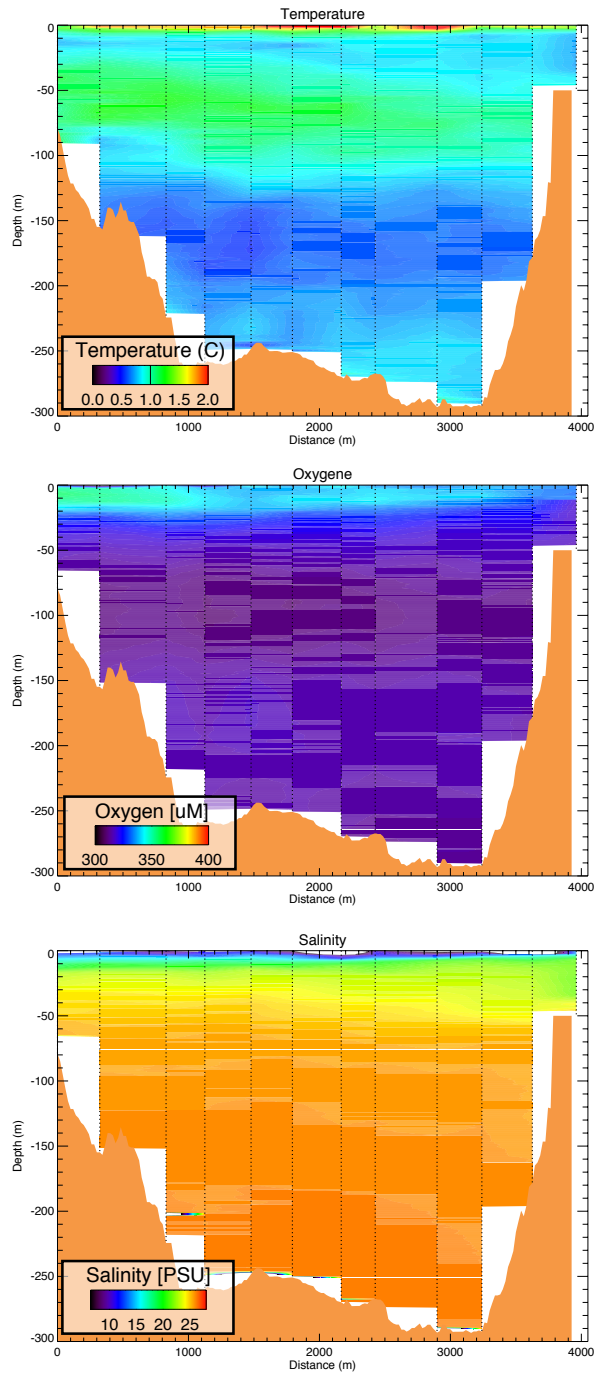 Temperature
0
-50
-100
-150
-200
-250
-300
Depth (m)
Temperature (C)
0.0 0.5 1.0 1.5 2.0
0 1000 2000 3000 4000
Distance (m)
Oxygene
0
-50
-100
-150
-200
-250
-300
Depth (m)
Oxygen [uM]
300 350 400
0 1000 2000 3000 4000
Distance (m)
Salinity
0
-50
-100
-150
-200
-250
-300
Depth (m)
Salinity [PSU]
10 15 20 25
0 1000 2000 3000 4000
Distance (m)